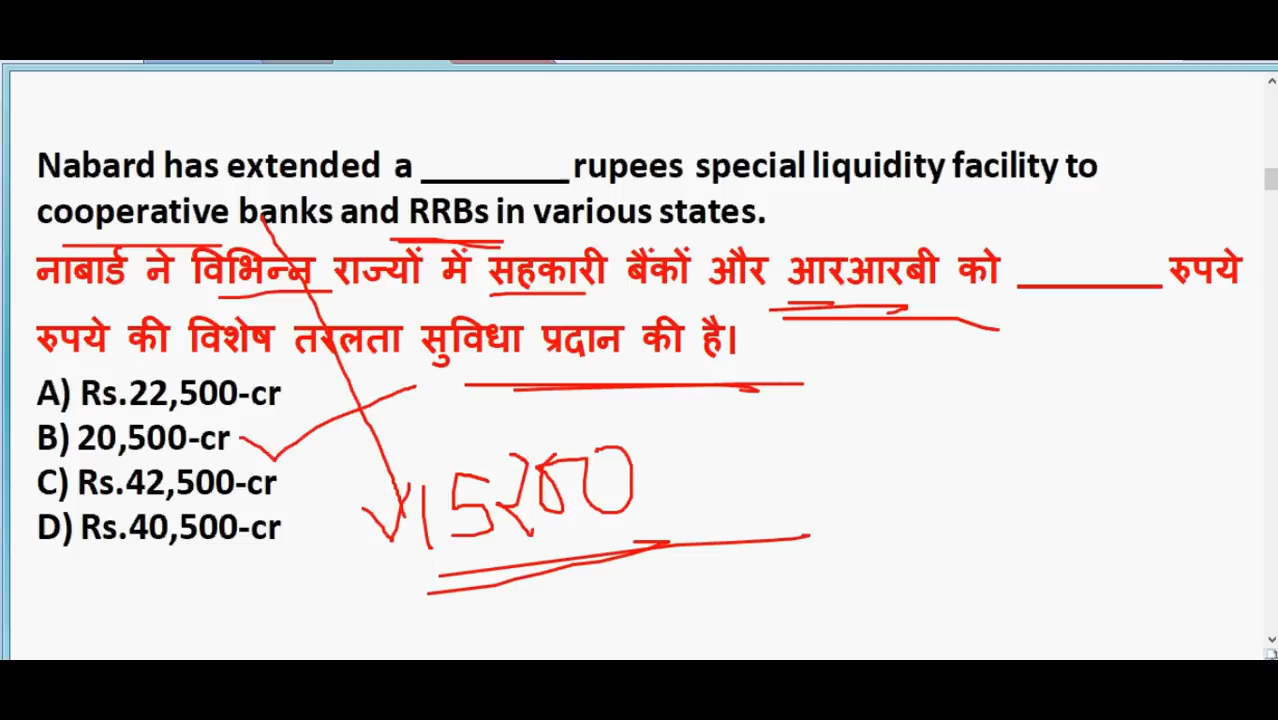 Nabard has extended a ________ rupees special liquidity facility to
cooperative banks and RRBs in various states.
नाबार्ड ने विभिन्न राज्यों में सहकारी बैंकों और आरआरबी को ________ रुपये
रुपये की विशेष तरलता सुविधा प्रदान की है।
A) Rs.22,500-cr
B) 20,500-cr
C) Rs.42,500-cr
D) Rs.40,500-cr